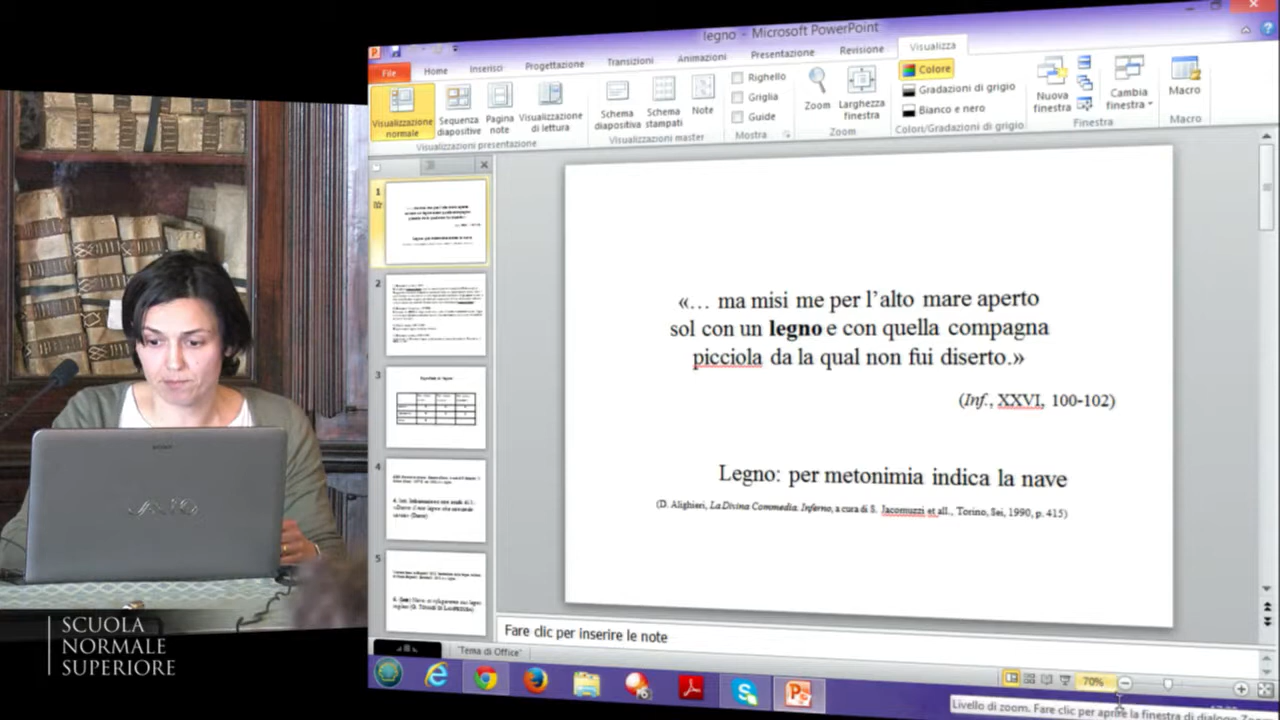 legno - Microsoft PowerPoint
File Home Inserisci Progettazione Transizioni Animazioni Presentazione Revisione Visualizza
Visualizzazione normale
Sequenza diapositive
Pagina note
Visualizzazione di lettura
Visualizzazioni presentazione
Schema diapositiva
Schema stampati
Note
Visualizzazioni master
Righello
Griglia
Guide
Mostra
Zoom
Larghezza finestra
Zoom
Colore
Gradazioni di grigio
Bianco e nero
Colori/Gradazioni di grigio
Nuova finestra
Cambia finestra
Finestra
Macro
Macro
1
2
3
4
5
«… ma misi me per l'alto mare aperto
sol con un legno e con quella compagna
picciola da la qual non fui diserto.»
(Inf., XXVI, 100-102)
Legno: per metonimia indica la nave
(D. Alighieri, La Divina Commedia. Inferno, a cura di S. Jacomuzzi et all., Torino, Sei, 1990, p. 415)
Fare clic per inserire le note
"Tema di Office"
70%
Livello di zoom. Fare clic per aprire la finestra di dialogo
SONY
VAIO
SCUOLA
NORMALE
SUPERIORE